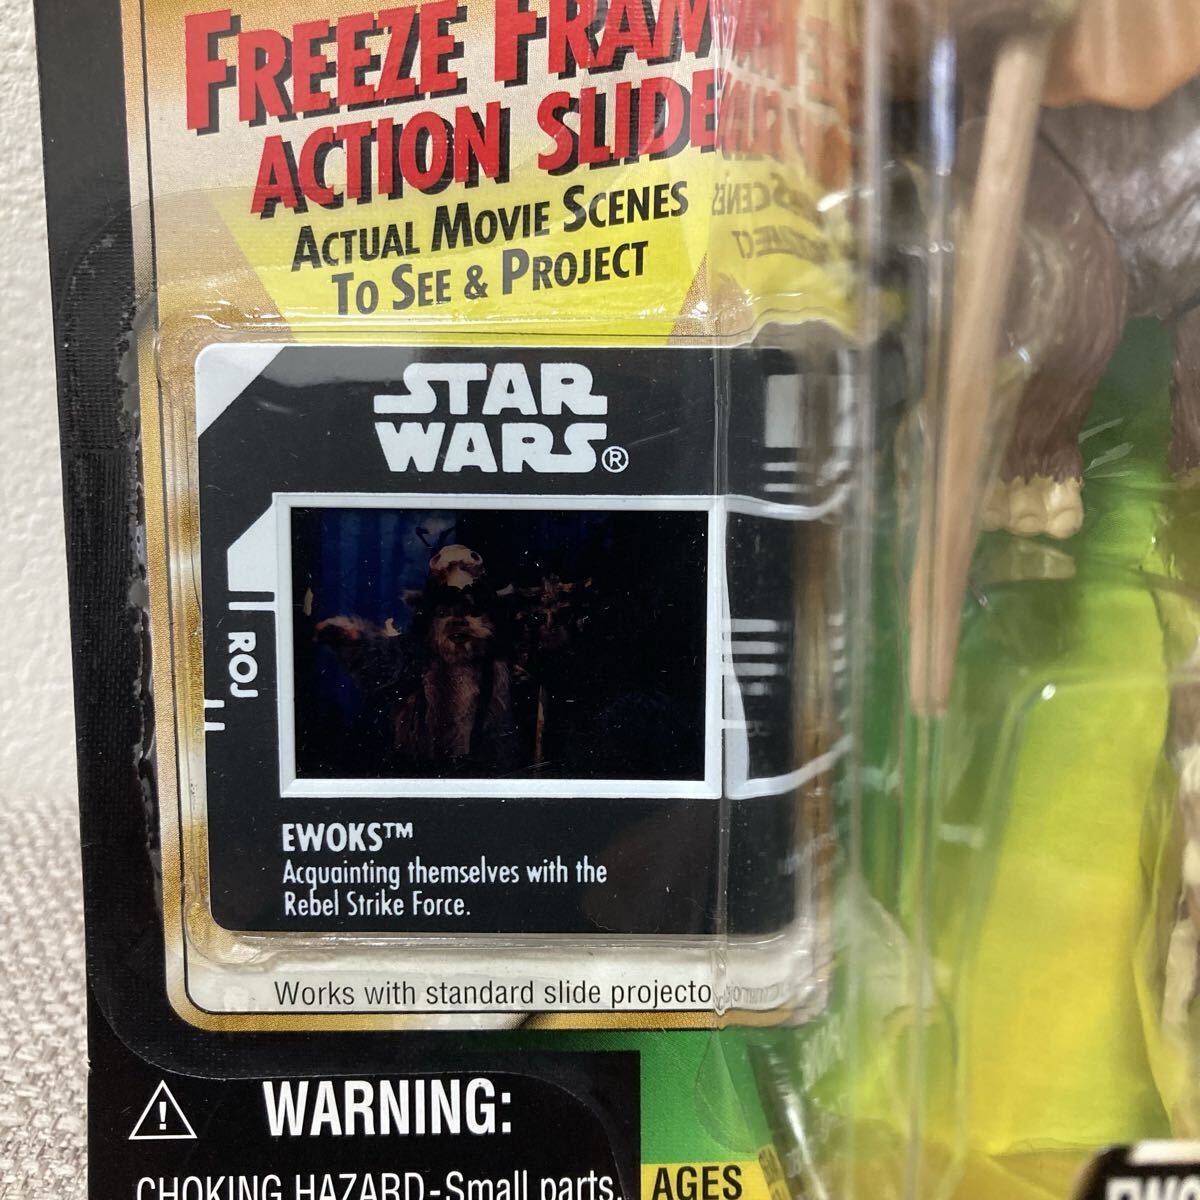 FREEZE FRAM
ACTION SLIDE
ACTUAL MOVIE SCENES
TO SEE & PROJECT
STAR
WARS®
ROJ
EWOKS™
Acquainting themselves with the
Rebel Strike Force.
Works with standard slide projecto
WARNING:
CHOKING HAZARD-Small parts.
AGES